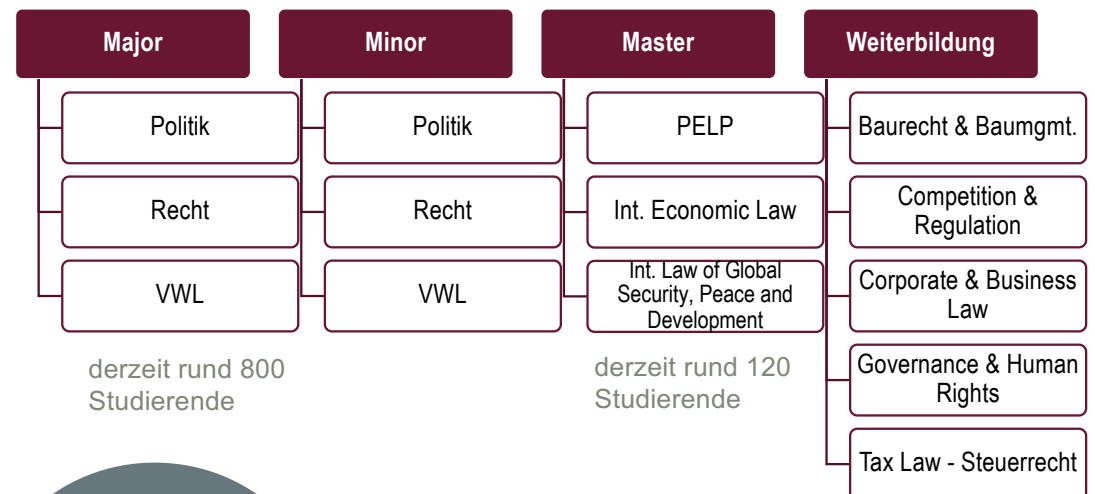 Major
Politik
Recht
VWL
derzeit rund 800
Studierende
Minor
Politik
Recht
VWL
Master
PELP
Int. Economic Law
Int. Law of Global
Security, Peace and
Development
derzeit rund 120
Studierende
Weiterbildung
Baurecht & Baumgmt.
Competition &
Regulation
Corporate & Business
Law
Governance & Human
Rights
Tax Law - Steuerrecht